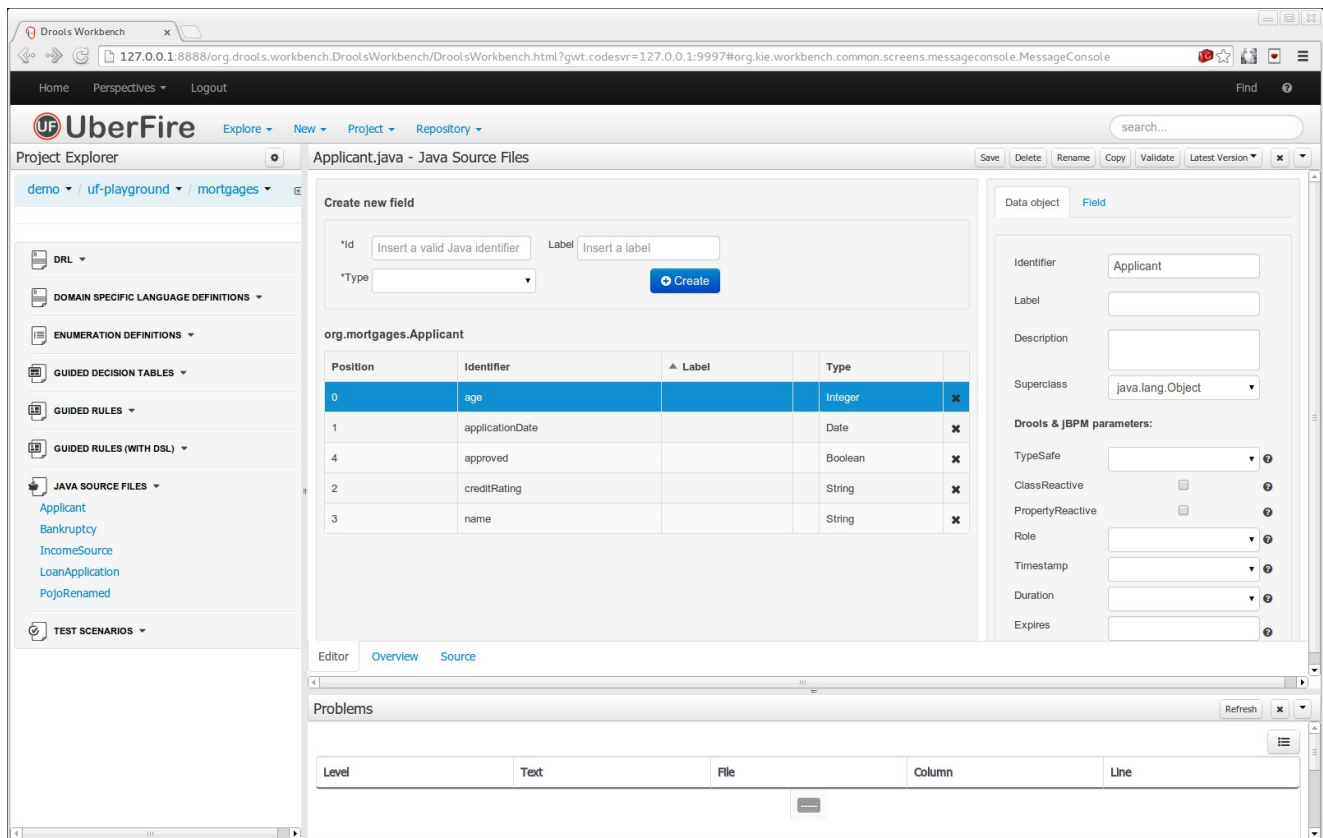 Drools Workbench
127.0.0.1:8888/org.drools.workbench.DroolsWorkbench/DroolsWorkbench.html?gwt.codesvr=127.0.0.1:9997#org.kie.workbench.common.screens.messageconsole.MessageConsole
Home Perspectives Logout Find
UF UberFire Explore New Project Repository search...
Project Explorer
demo / uf-playground / mortgages
DRL
DOMAIN SPECIFIC LANGUAGE DEFINITIONS
ENUMERATION DEFINITIONS
GUIDED DECISION TABLES
GUIDED RULES
GUIDED RULES (WITH DSL)
JAVA SOURCE FILES
Applicant
Bankruptcy
IncomeSource
LoanApplication
PojoRenamed
TEST SCENARIOS
Applicant.java - Java Source Files Save Delete Rename Copy Validate Latest Version
Create new field
*Id Insert a valid Java identifier Label Insert a label
*Type Create
org.mortgages.Applicant
Position Identifier Label Type
0 age Integer
1 applicationDate Date
4 approved Boolean
2 creditRating String
3 name String
Data object Field
Identifier Applicant
Label
Description
Superclass java.lang.Object
Drools & jBPM parameters:
TypeSafe
ClassReactive
PropertyReactive
Role
Timestamp
Duration
Expires
Editor Overview Source
Problems Refresh
Level Text File Column Line
-----